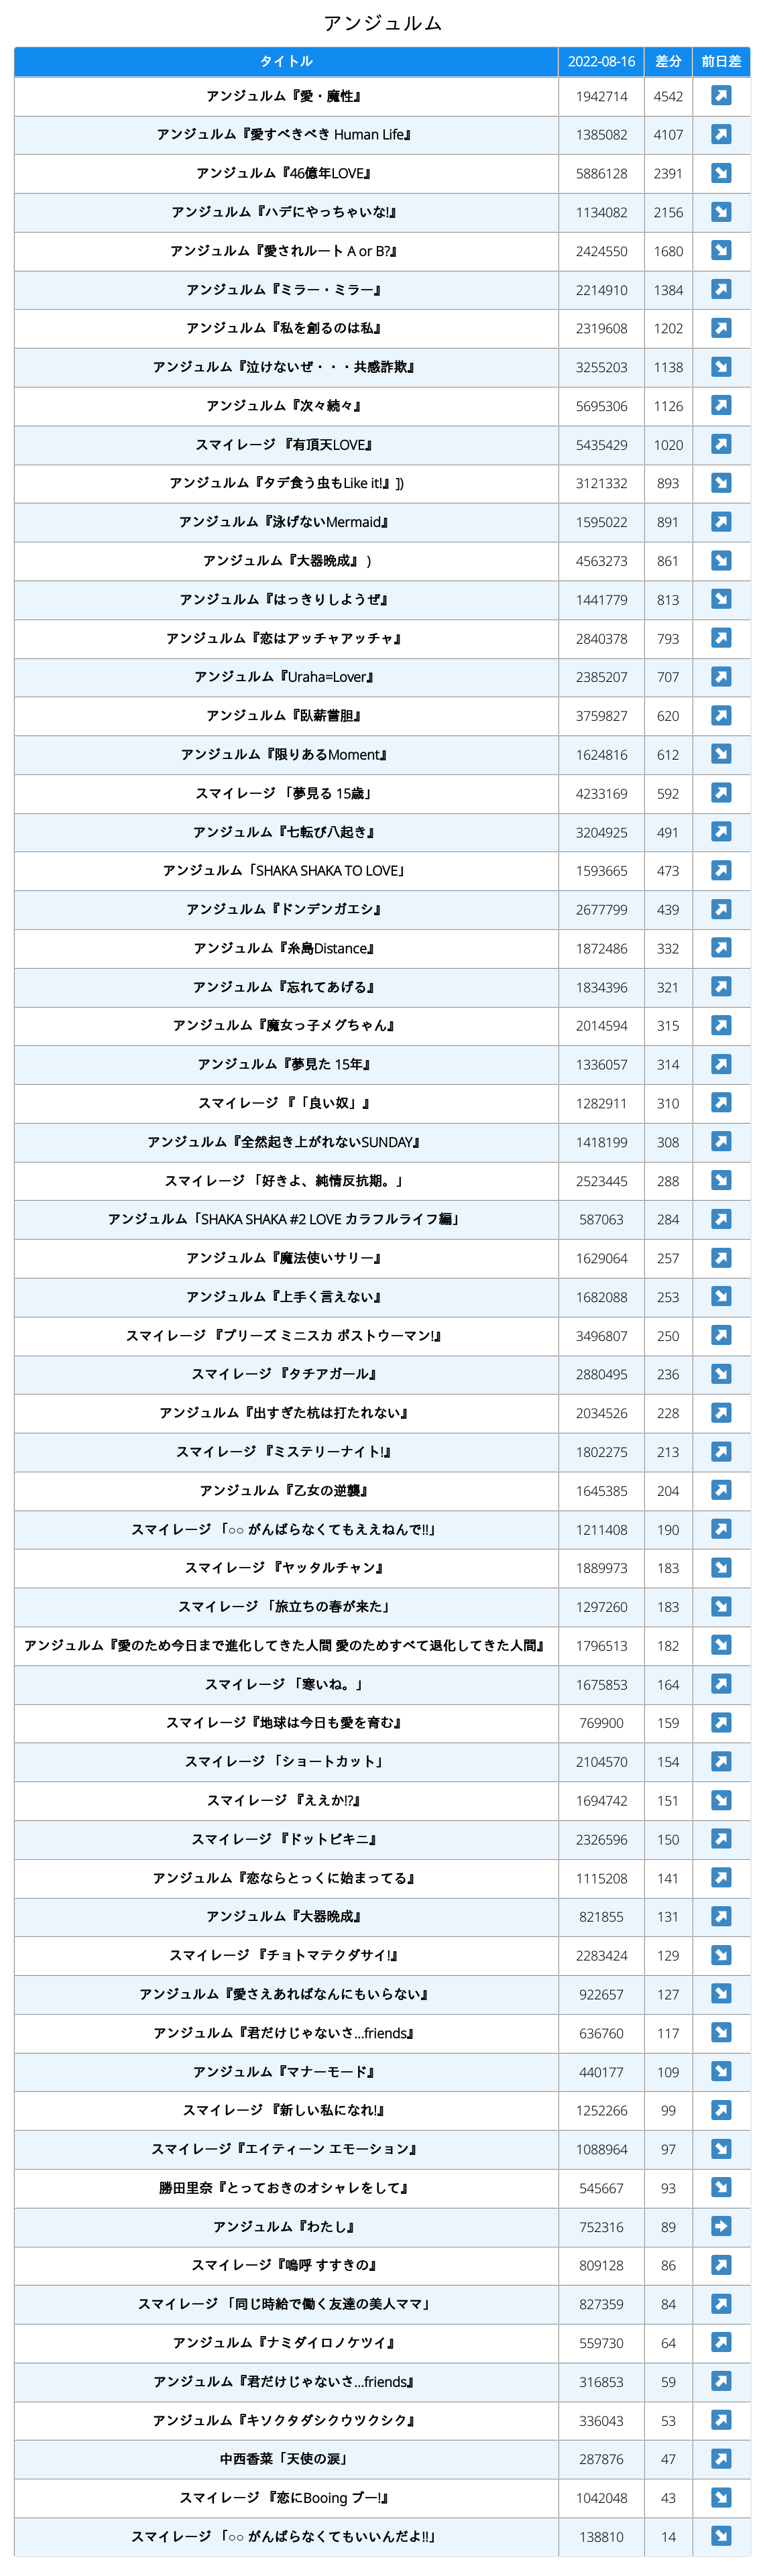 アンジュルム
タイトル 2022-08-16 差分 前日差
アンジュルム『愛・魔性』 1942714 4542 ↗
アンジュルム『愛すべきべき Human Life』 1385082 4107 ↗
アンジュルム『46億年LOVE』 5886128 2391 ↘
アンジュルム『ハデにやっちゃいな!』 1134082 2156 ↘
アンジュルム『愛されルート A or B?』 2424550 1680 ↘
アンジュルム『ミラー・ミラー』 2214910 1384 ↗
アンジュルム『私を創るのは私』 2319608 1202 ↗
アンジュルム『泣けないぜ・・・共感詐欺』 3255203 1138 ↘
アンジュルム『次々続々』 5695306 1126 ↗
スマイレージ 『有頂天LOVE』 5435429 1020 ↗
アンジュルム『タデ食う虫もLike it!』]) 3121332 893 ↘
アンジュルム『泳げないMermaid』 1595022 891 ↗
アンジュルム『大器晩成』 ) 4563273 861 ↘
アンジュルム『はっきりしようぜ』 1441779 813 ↘
アンジュルム『恋はアッチャアッチャ』 2840378 793 ↗
アンジュルム『Uraha=Lover』 2385207 707 ↗
アンジュルム『臥薪嘗胆』 3759827 620 ↗
アンジュルム『限りあるMoment』 1624816 612 ↘
スマイレージ 「夢見る 15歳」 4233169 592 ↗
アンジュルム『七転び八起き』 3204925 491 ↗
アンジュルム「SHAKA SHAKA TO LOVE」 1593665 473 ↗
アンジュルム『ドンデンガエシ』 2677799 439 ↗
アンジュルム『糸島Distance』 1872486 332 ↗
アンジュルム『忘れてあげる』 1834396 321 ↗
アンジュルム『魔女っ子メグちゃん』 2014594 315 ↗
アンジュルム『夢見た 15年』 1336057 314 ↗
スマイレージ 『「良い奴」』 1282911 310 ↗
アンジュルム『全然起き上がれないSUNDAY』 1418199 308 ↗
スマイレージ 「好きよ、純情反抗期。」 2523445 288 ↘
アンジュルム「SHAKA SHAKA #2 LOVE カラフルライフ編」 587063 284 ↗
アンジュルム『魔法使いサリー』 1629064 257 ↗
アンジュルム『上手く言えない』 1682088 253 ↘
スマイレージ 『プリーズ ミニスカ ポストウーマン!』 3496807 250 ↗
スマイレージ 『タチアガール』 2880495 236 ↘
アンジュルム『出すぎた杭は打たれない』 2034526 228 ↗
スマイレージ 『ミステリーナイト!』 1802275 213 ↗
アンジュルム『乙女の逆襲』 1645385 204 ↗
スマイレージ 「○○ がんばらなくてもええねんで!!」 1211408 190 ↗
スマイレージ 『ヤッタルチャン』 1889973 183 ↘
スマイレージ 「旅立ちの春が来た」 1297260 183 ↘
アンジュルム『愛のため今日まで進化してきた人間 愛のためすべて退化してきた人間』 1796513 182 ↘
スマイレージ 「寒いね。」 1675853 164 ↗
スマイレージ『地球は今日も愛を育む』 769900 159 ↗
スマイレージ 「ショートカット」 2104570 154 ↗
スマイレージ 『ええか!?』 1694742 151 ↘
スマイレージ 『ドットビキニ』 2326596 150 ↗
アンジュルム『恋ならとっくに始まってる』 1115208 141 ↗
アンジュルム『大器晩成』 821855 131 ↗
スマイレージ 『チョトマテクダサイ!』 2283424 129 ↘
アンジュルム『愛さえあればなんにもいらない』 922657 127 ↘
アンジュルム『君だけじゃないさ...friends』 636760 117 ↘
アンジュルム『マナーモード』 440177 109 ↘
スマイレージ 『新しい私になれ!』 1252266 99 ↗
スマイレージ『エイティーン エモーション』 1088964 97 ↘
勝田里奈『とっておきのオシャレをして』 545667 93 ↘
アンジュルム『わたし』 752316 89 →
スマイレージ『嗚呼 すすきの』 809128 86 ↗
スマイレージ 「同じ時給で働く友達の美人ママ」 827359 84 ↗
アンジュルム『ナミダイロノケツイ』 559730 64 ↗
アンジュルム『君だけじゃないさ...friends』 316853 59 ↗
アンジュルム『キソクタダシクウツクシク』 336043 53 ↗
中西香菜「天使の涙」 287876 47 ↗
スマイレージ 『恋にBooing ブー!』 1042048 43 ↘
スマイレージ 「○○ がんばらなくてもいいんだよ!!」 138810 14 ↘